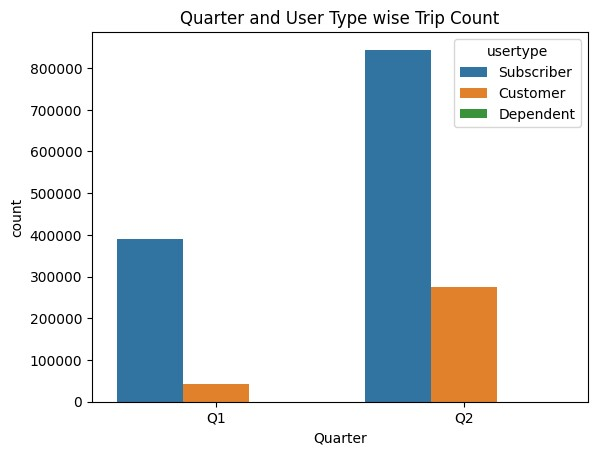 Quarter and User Type wise Trip Count
usertype
Subscriber
Customer
Dependent
800000
700000
600000
500000
400000
300000
200000
100000
0
count
Q1
Q2
Quarter